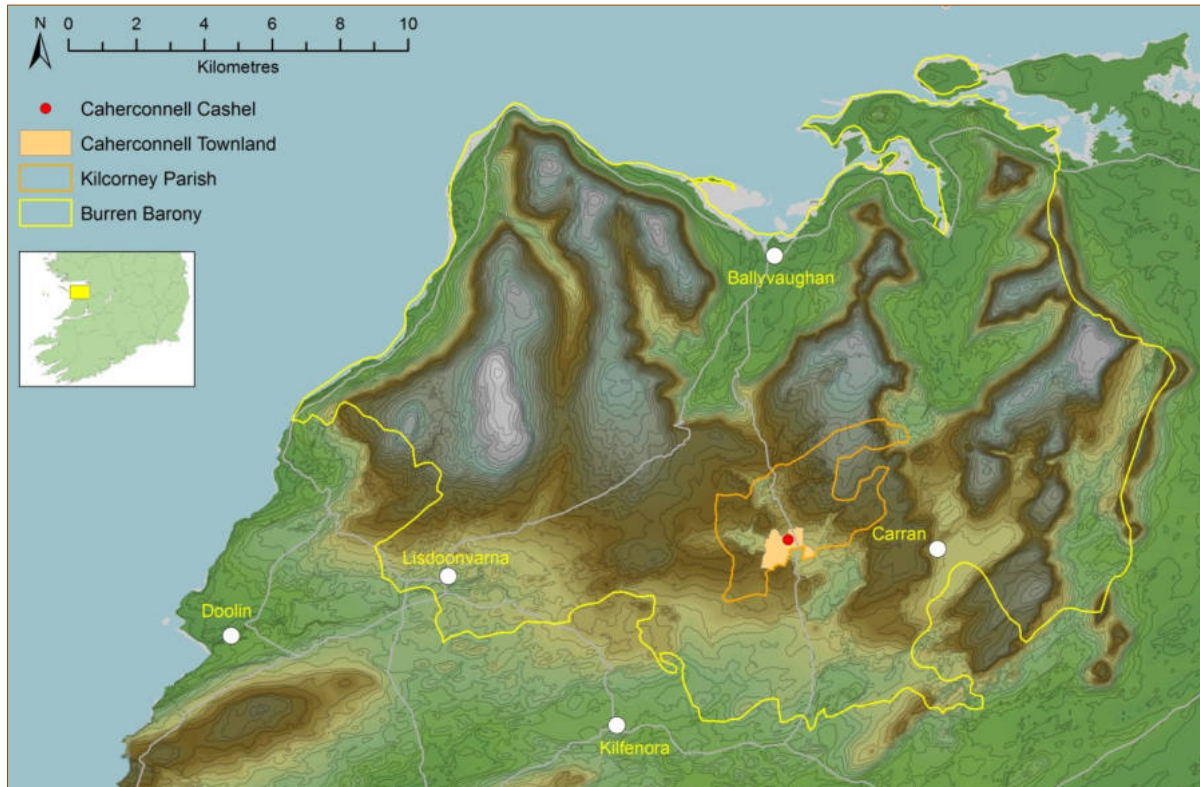 N
0 2 4 6 8 10
Kilometres
Caherconnell Cashel
Caherconnell Townland
Kilcorney Parish
Burren Barony
Ballyvaughan
Carran
Lisdoonvarna
Doolin
Kilfenora